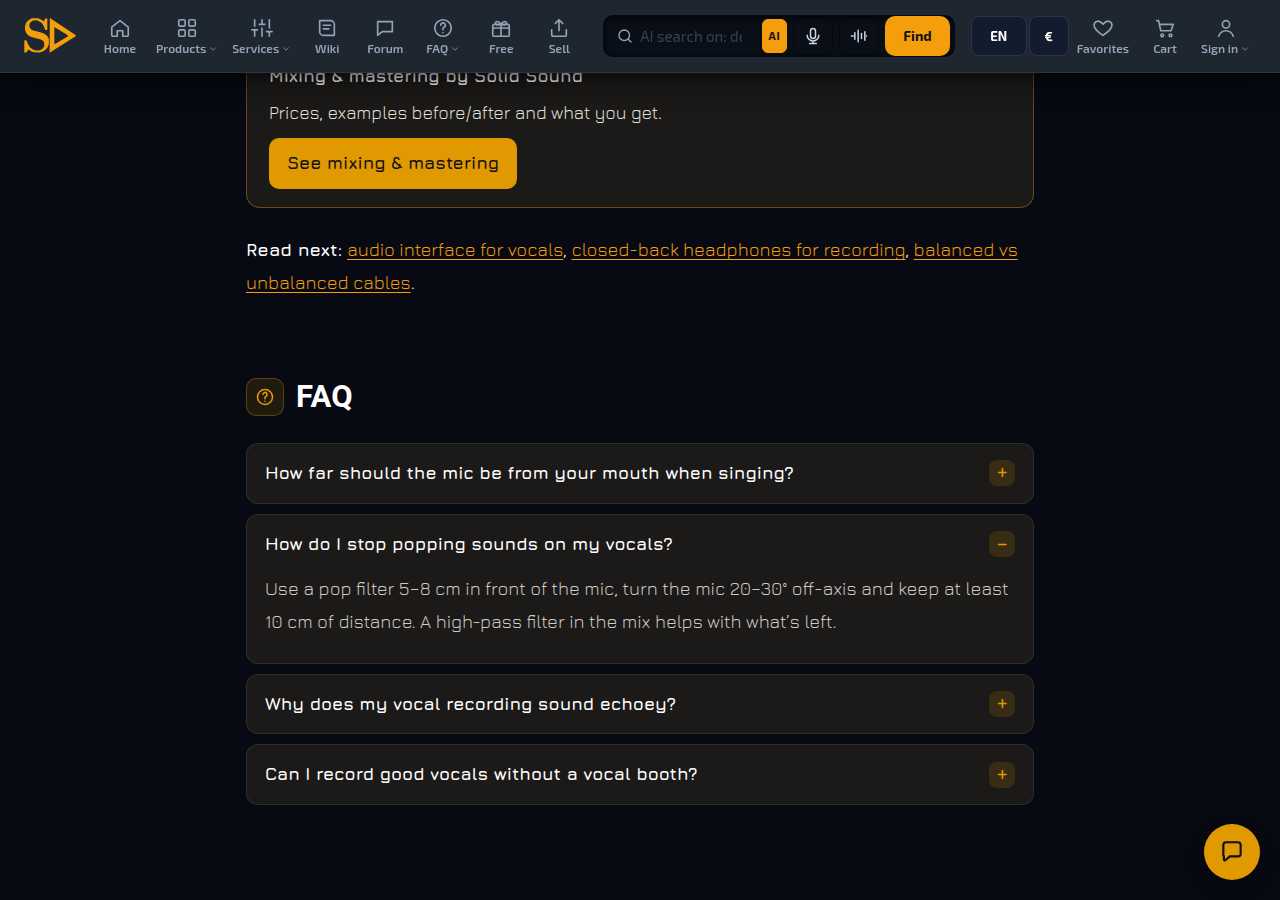 Home
Products
Services
Wiki
Forum
FAQ
Free
Sell
AI search on: de
AI
Find
EN
€
Favorites
Cart
Sign in
Mixing & mastering by Solid Sound
Prices, examples before/after and what you get.
See mixing & mastering
Read next: audio interface for vocals, closed-back headphones for recording, balanced vs
unbalanced cables.
FAQ
How far should the mic be from your mouth when singing?
+
How do I stop popping sounds on my vocals?
−
Use a pop filter 5–8 cm in front of the mic, turn the mic 20–30° off-axis and keep at least
10 cm of distance. A high-pass filter in the mix helps with what's left.
Why does my vocal recording sound echoey?
+
Can I record good vocals without a vocal booth?
+